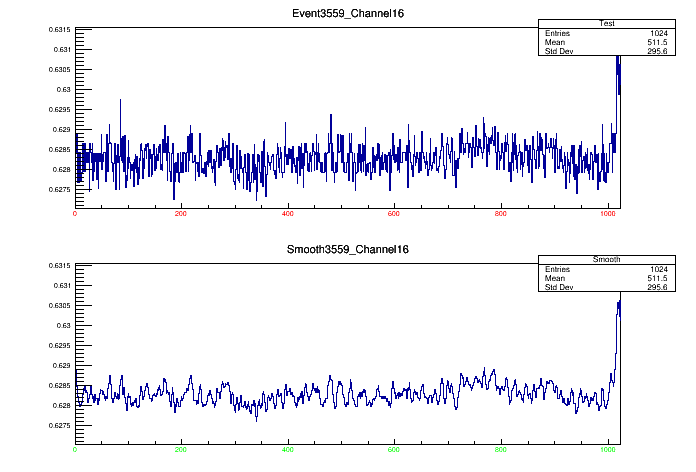 Event3559_Channel16
Test
Entries 1024
Mean 511.5
Std Dev 295.6
0.6315
0.631
0.6305
0.63
0.6295
0.629
0.6285
0.628
0.6275
0 200 400 600 800 1000
Smooth3559_Channel16
Smooth
Entries 1024
Mean 511.5
Std Dev 295.6
0.6315
0.631
0.6305
0.63
0.6295
0.629
0.6285
0.628
0.6275
0 200 400 600 800 1000